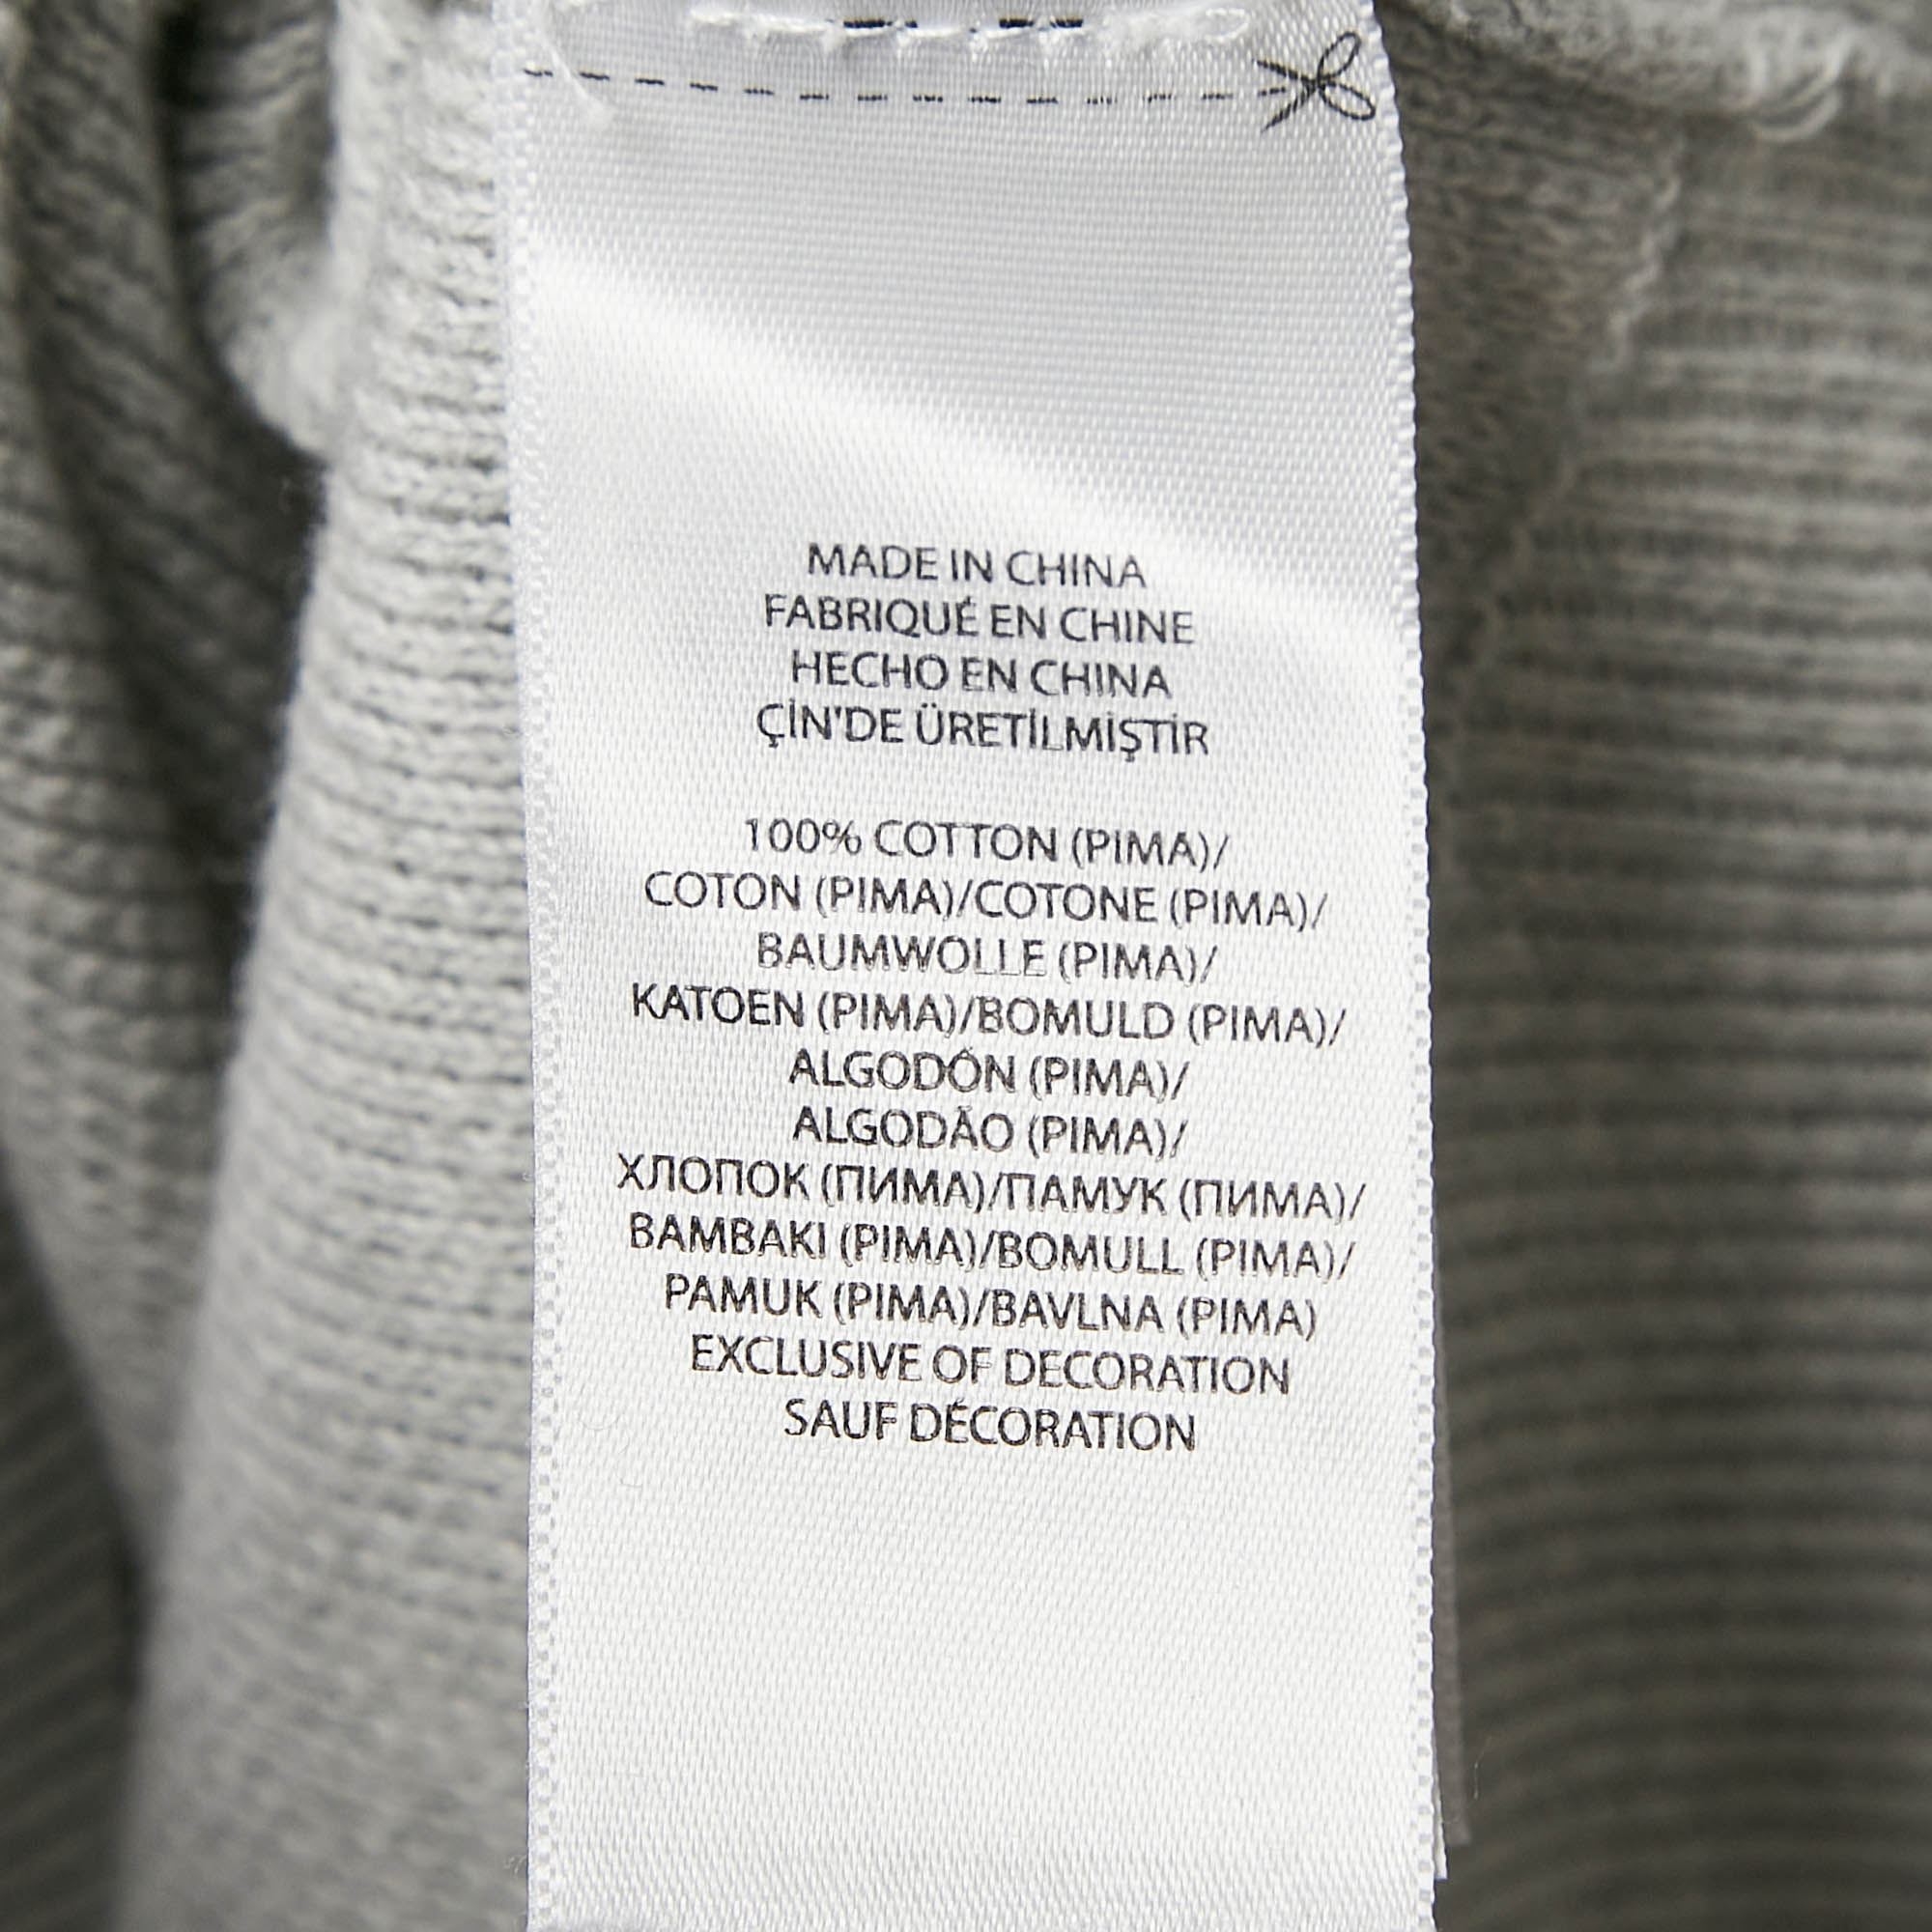 MADE IN CHINA
FABRIQUÉ EN CHINE
HECHO EN CHINA
ÇİN'DE ÜRETİLMİŞTİR
100% COTTON (PIMA)/
COTON (PIMA)/COTONE (PIMA)/
BAUMWOLLE (PIMA)/
KATOEN (PIMA)/BOMULD (PIMA)/
ALGODÓN (PIMA)/
ALGODÃO (PIMA)/
ХЛОПОК (ПИМА)/ПАМУК (ПИМА)/
BAMBAKI (PIMA)/BOMULL (PIMA)/
PAMUK (PIMA)/BAVLNA (PIMA)
EXCLUSIVE OF DECORATION
SAUF DÉCORATION